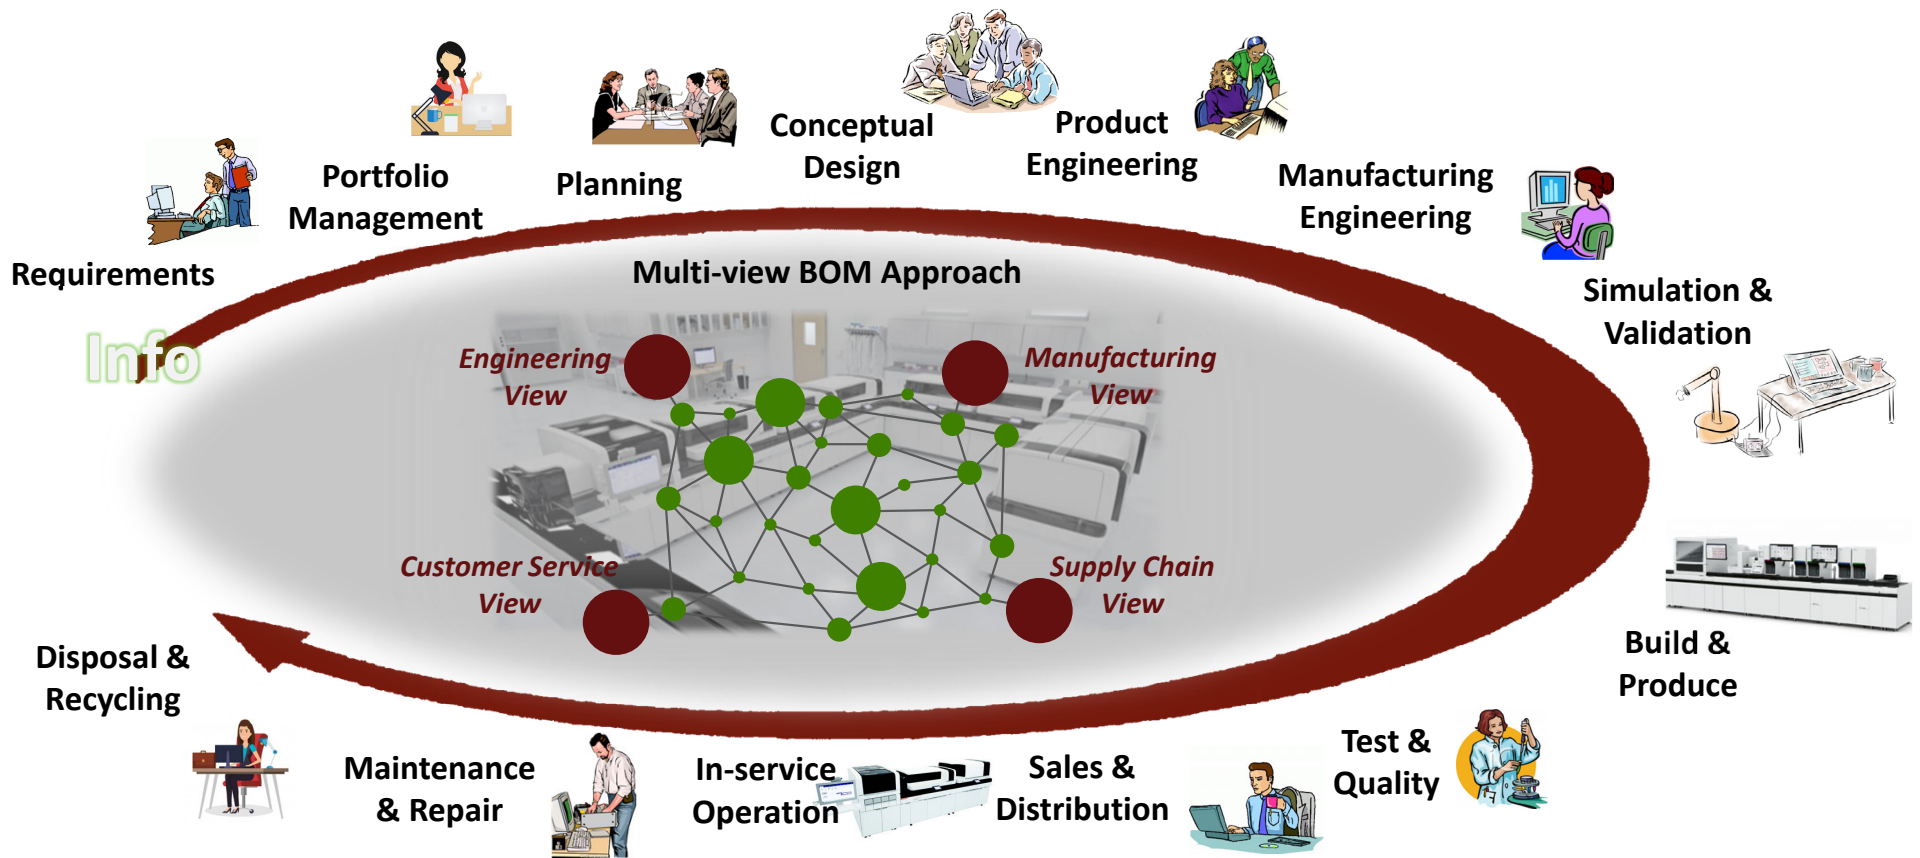 Conceptual
Design
Product
Engineering
Portfolio
Management
Planning
Manufacturing
Engineering
Requirements
Multi-view BOM Approach
Simulation &
Validation
Info
Engineering
View
Manufacturing
View
Customer Service
View
Supply Chain
View
Disposal &
Recycling
Build &
Produce
Maintenance
& Repair
In-service
Operation
Sales &
Distribution
Test &
Quality